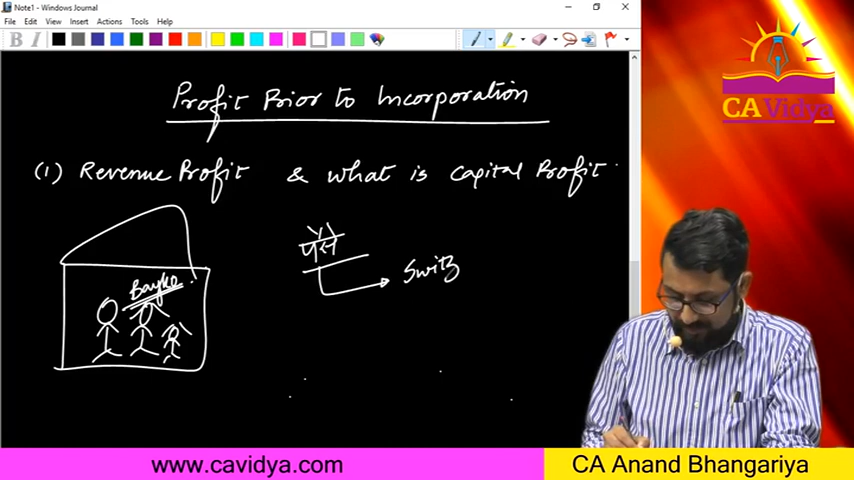 Note1 - Windows Journal
File Edit View Insert Actions Tools Help
B I
Profit Prior to Incorporation
(1) Revenue Profit & what is capital Profit
Bayko
पैसे
Switz
CA Vidya
www.cavidya.com
CA Anand Bhangariya